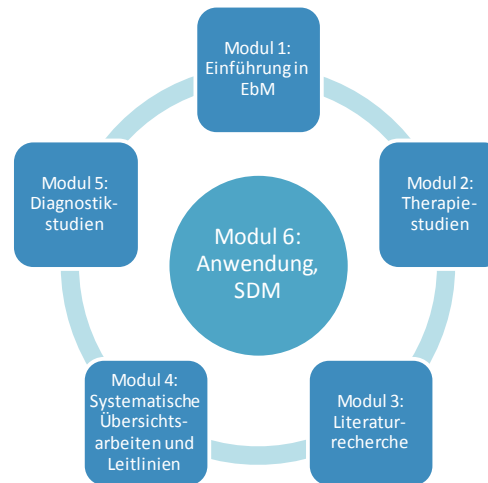 Modul 1:
Einführung in
EbM
Modul 2:
Therapie-
studien
Modul 3:
Literatur-
recherche
Modul 4:
Systematische
Übersichts-
arbeiten und
Leitlinien
Modul 5:
Diagnostik-
studien
Modul 6:
Anwendung,
SDM